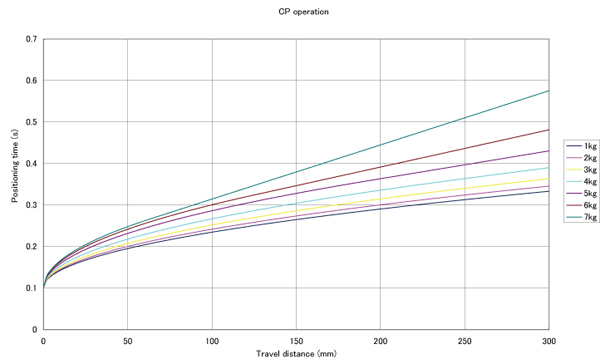 CP operation
0.7
0.6
0.5
0.4
0.3
0.2
0.1
0
Positioning time (s)
0 50 100 150 200 250 300
Travel distance (mm)
1kg
2kg
3kg
4kg
5kg
6kg
7kg